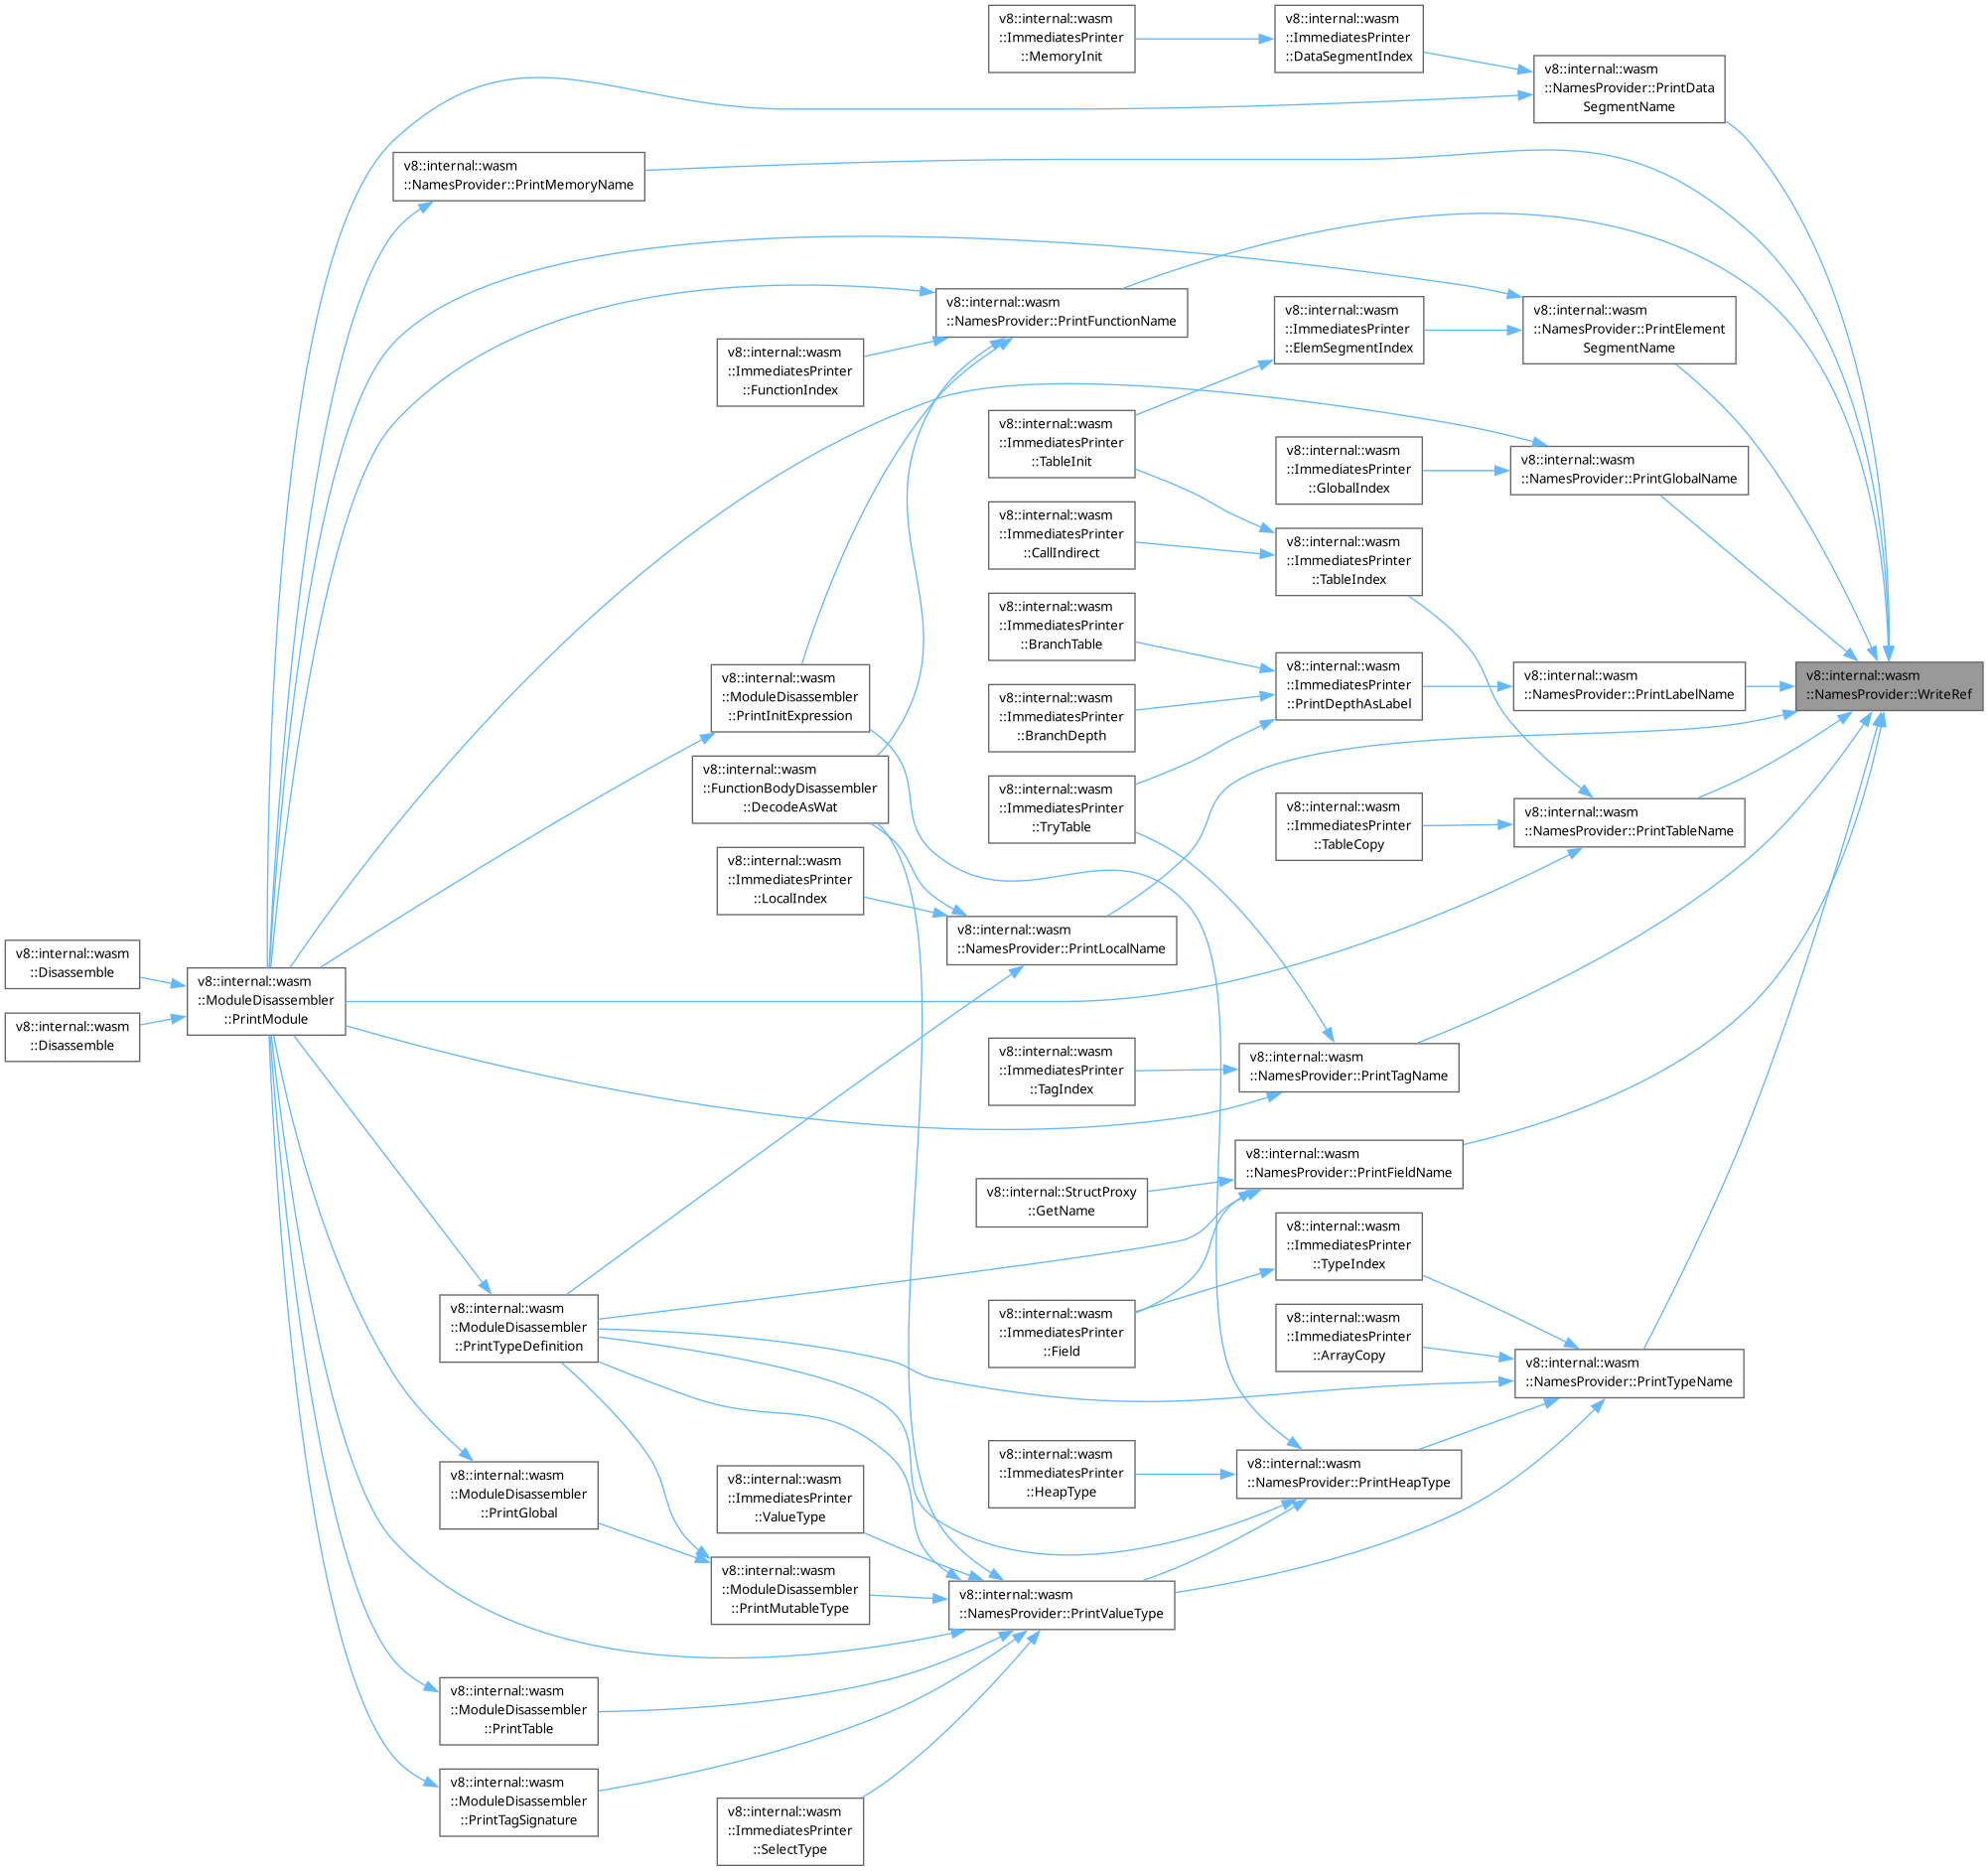 v8::internal::wasm
::ImmediatesPrinter
::MemoryInit
v8::internal::wasm
::ImmediatesPrinter
::DataSegmentIndex
v8::internal::wasm
::NamesProvider::PrintData
SegmentName
v8::internal::wasm
::NamesProvider::PrintMemoryName
v8::internal::wasm
::NamesProvider::PrintFunctionName
v8::internal::wasm
::ImmediatesPrinter
::ElemSegmentIndex
v8::internal::wasm
::NamesProvider::PrintElement
SegmentName
v8::internal::wasm
::ImmediatesPrinter
::FunctionIndex
v8::internal::wasm
::ImmediatesPrinter
::TableInit
v8::internal::wasm
::ImmediatesPrinter
::GlobalIndex
v8::internal::wasm
::NamesProvider::PrintGlobalName
v8::internal::wasm
::ImmediatesPrinter
::CallIndirect
v8::internal::wasm
::ImmediatesPrinter
::TableIndex
v8::internal::wasm
::ImmediatesPrinter
::BranchTable
v8::internal::wasm
::ModuleDisassembler
::PrintInitExpression
v8::internal::wasm
::ImmediatesPrinter
::BranchDepth
v8::internal::wasm
::ImmediatesPrinter
::PrintDepthAsLabel
v8::internal::wasm
::NamesProvider::PrintLabelName
v8::internal::wasm
::NamesProvider::WriteRef
v8::internal::wasm
::FunctionBodyDisassembler
::DecodeAsWat
v8::internal::wasm
::ImmediatesPrinter
::TryTable
v8::internal::wasm
::ImmediatesPrinter
::TableCopy
v8::internal::wasm
::NamesProvider::PrintTableName
v8::internal::wasm
::ImmediatesPrinter
::LocalIndex
v8::internal::wasm
::NamesProvider::PrintLocalName
v8::internal::wasm
::Disassemble
v8::internal::wasm
::ModuleDisassembler
::PrintModule
v8::internal::wasm
::Disassemble
v8::internal::wasm
::ImmediatesPrinter
::TagIndex
v8::internal::wasm
::NamesProvider::PrintTagName
v8::internal::wasm
::NamesProvider::PrintFieldName
v8::internal::StructProxy
::GetName
v8::internal::wasm
::ImmediatesPrinter
::TypeIndex
v8::internal::wasm
::ModuleDisassembler
::PrintTypeDefinition
v8::internal::wasm
::ImmediatesPrinter
::Field
v8::internal::wasm
::ImmediatesPrinter
::ArrayCopy
v8::internal::wasm
::NamesProvider::PrintTypeName
v8::internal::wasm
::ImmediatesPrinter
::HeapType
v8::internal::wasm
::NamesProvider::PrintHeapType
v8::internal::wasm
::ModuleDisassembler
::PrintGlobal
v8::internal::wasm
::ImmediatesPrinter
::ValueType
v8::internal::wasm
::ModuleDisassembler
::PrintMutableType
v8::internal::wasm
::NamesProvider::PrintValueType
v8::internal::wasm
::ModuleDisassembler
::PrintTable
v8::internal::wasm
::ModuleDisassembler
::PrintTagSignature
v8::internal::wasm
::ImmediatesPrinter
::SelectType